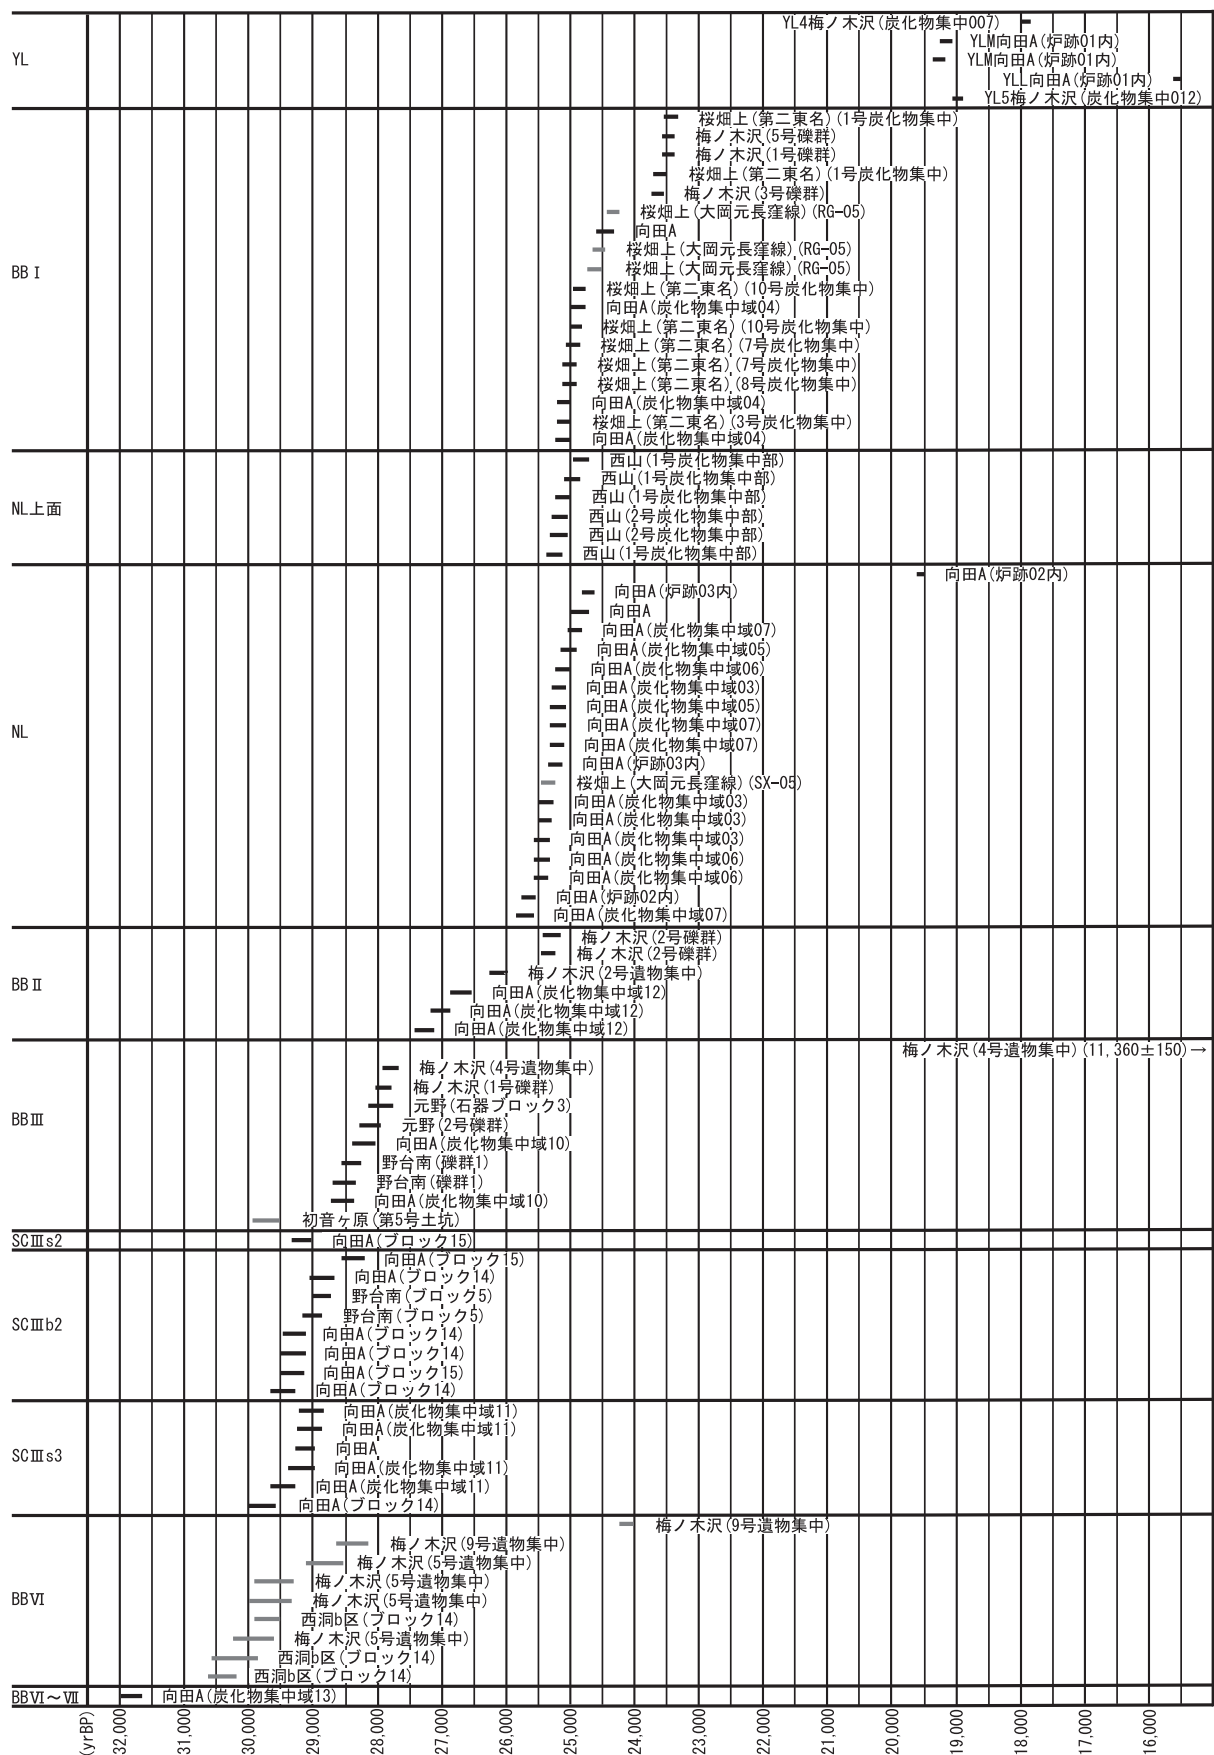 YL
YL4梅ノ木沢(炭化物集中007)
YLM向田A(炉跡01内)
YLM向田A(炉跡01内)
YLL向田A(炉跡01内)
YL5梅ノ木沢(炭化物集中012)
BBⅠ
桜畑上(第二東名)(1号炭化物集中)
梅ノ木沢(5号礫群)
梅ノ木沢(1号礫群)
桜畑上(第二東名)(1号炭化物集中)
梅ノ木沢(3号礫群)
桜畑上(大岡元長窪線)(RG-05)
向田A
桜畑上(大岡元長窪線)(RG-05)
桜畑上(大岡元長窪線)(RG-05)
桜畑上(第二東名)(10号炭化物集中)
向田A(炭化物集中域04)
桜畑上(第二東名)(10号炭化物集中)
桜畑上(第二東名)(7号炭化物集中)
桜畑上(第二東名)(7号炭化物集中)
桜畑上(第二東名)(8号炭化物集中)
向田A(炭化物集中域04)
桜畑上(第二東名)(3号炭化物集中)
向田A(炭化物集中域04)
NL上面
西山(1号炭化物集中部)
西山(1号炭化物集中部)
西山(1号炭化物集中部)
西山(2号炭化物集中部)
西山(2号炭化物集中部)
西山(1号炭化物集中部)
NL
向田A(炉跡02内)
向田A(炉跡03内)
向田A
向田A(炭化物集中域07)
向田A(炭化物集中域05)
向田A(炭化物集中域06)
向田A(炭化物集中域03)
向田A(炭化物集中域05)
向田A(炭化物集中域07)
向田A(炭化物集中域07)
向田A(炉跡03内)
桜畑上(大岡元長窪線)(SX-05)
向田A(炭化物集中域03)
向田A(炭化物集中域03)
向田A(炭化物集中域03)
向田A(炭化物集中域06)
向田A(炭化物集中域06)
向田A(炉跡02内)
向田A(炭化物集中域07)
BBⅡ
梅ノ木沢(2号礫群)
梅ノ木沢(2号礫群)
梅ノ木沢(2号遺物集中)
向田A(炭化物集中域12)
向田A(炭化物集中域12)
向田A(炭化物集中域12)
BBⅢ
梅ノ木沢(4号遺物集中)(11,360±150)→
梅ノ木沢(4号遺物集中)
梅ノ木沢(1号礫群)
元野(石器ブロック3)
元野(2号礫群)
向田A(炭化物集中域10)
野台南(礫群1)
野台南(礫群1)
向田A(炭化物集中域10)
初音ヶ原(第5号土坑)
SCⅢs2
向田A(ブロック15)
SCⅢb2
向田A(ブロック15)
向田A(ブロック14)
野台南(ブロック5)
野台南(ブロック5)
向田A(ブロック14)
向田A(ブロック14)
向田A(ブロック15)
向田A(ブロック14)
SCⅢs3
向田A(炭化物集中域11)
向田A(炭化物集中域11)
向田A
向田A(炭化物集中域11)
向田A(炭化物集中域11)
向田A(ブロック14)
BBⅥ
梅ノ木沢(9号遺物集中)
梅ノ木沢(9号遺物集中)
梅ノ木沢(5号遺物集中)
梅ノ木沢(5号遺物集中)
梅ノ木沢(5号遺物集中)
西洞b区(ブロック14)
梅ノ木沢(5号遺物集中)
西洞b区(ブロック14)
西洞b区(ブロック14)
BBⅥ～Ⅶ
向田A(炭化物集中域13)
(yrBP)
32,000
31,000
30,000
29,000
28,000
27,000
26,000
25,000
24,000
23,000
22,000
21,000
20,000
19,000
18,000
17,000
16,000